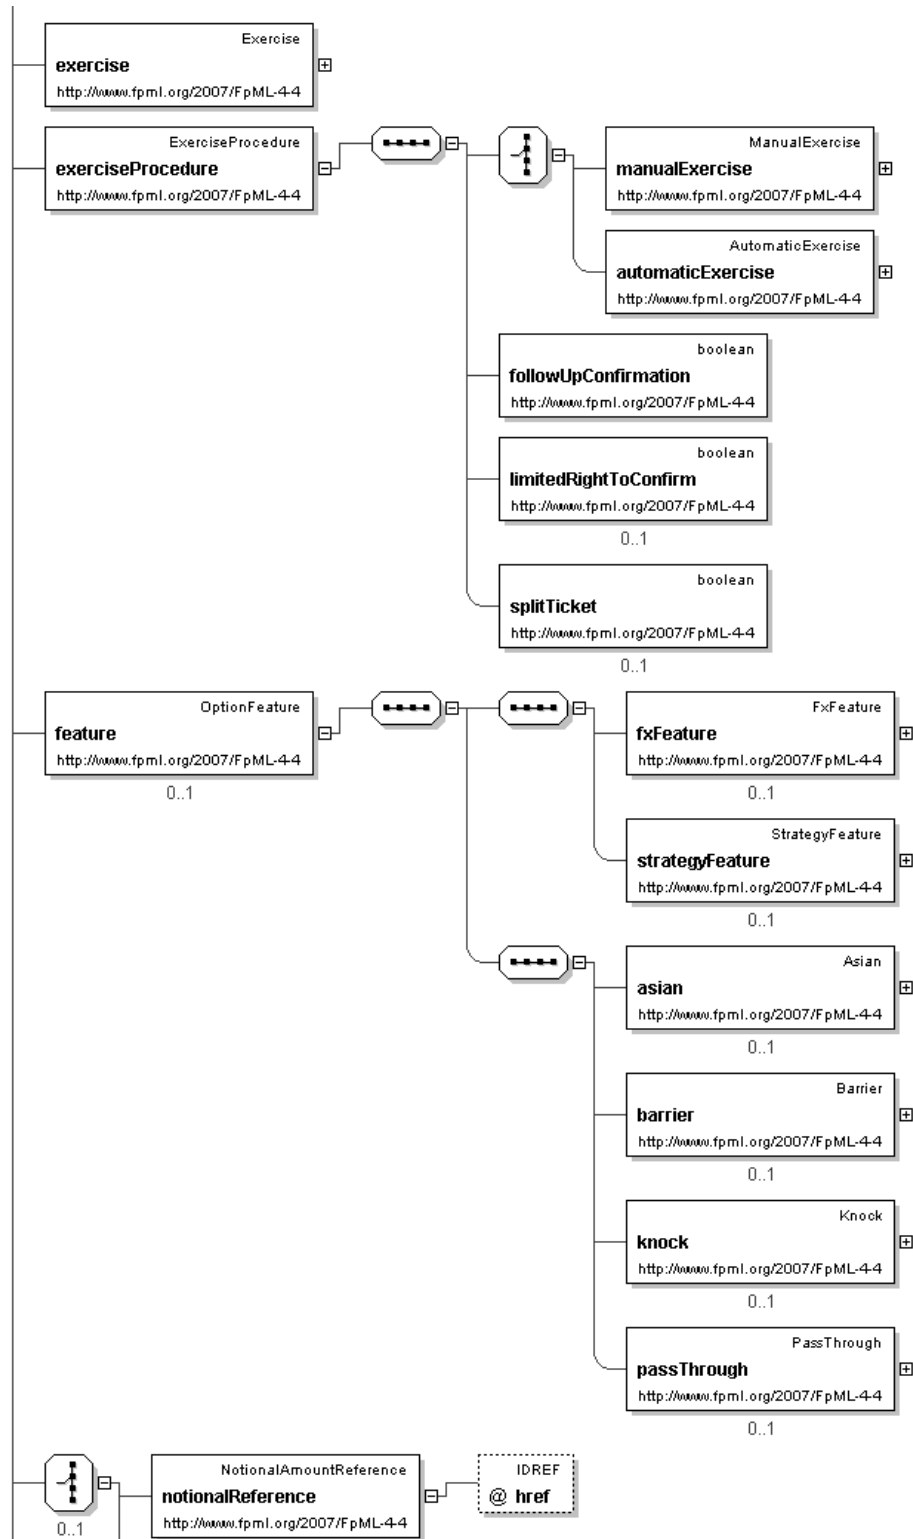 Exercise
exercise
http://www.fpml.org/2007/FpML-4-4
ExerciseProcedure
exerciseProcedure
http://www.fpml.org/2007/FpML-4-4
ManualExercise
manualExercise
http://www.fpml.org/2007/FpML-4-4
AutomaticExercise
automaticExercise
http://www.fpml.org/2007/FpML-4-4
boolean
followUpConfirmation
http://www.fpml.org/2007/FpML-4-4
boolean
limitedRightToConfirm
http://www.fpml.org/2007/FpML-4-4
0..1
boolean
splitTicket
http://www.fpml.org/2007/FpML-4-4
0..1
OptionFeature
feature
http://www.fpml.org/2007/FpML-4-4
0..1
FxFeature
fxFeature
http://www.fpml.org/2007/FpML-4-4
0..1
StrategyFeature
strategyFeature
http://www.fpml.org/2007/FpML-4-4
0..1
Asian
asian
http://www.fpml.org/2007/FpML-4-4
0..1
Barrier
barrier
http://www.fpml.org/2007/FpML-4-4
0..1
Knock
knock
http://www.fpml.org/2007/FpML-4-4
0..1
PassThrough
passThrough
http://www.fpml.org/2007/FpML-4-4
0..1
0..1
NotionalAmountReference
notionalReference
http://www.fpml.org/2007/FpML-4-4
IDREF
@ href